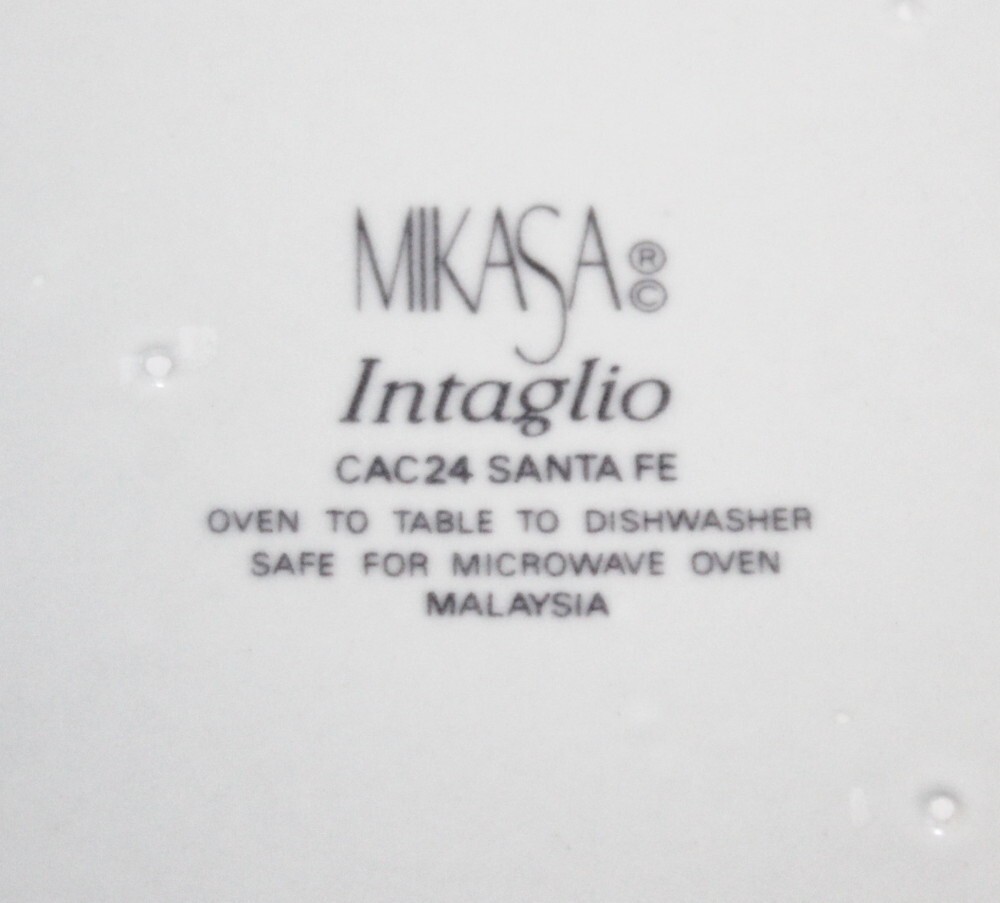 MIKASA ® ©
Intaglio
CAC24 SANTA FE
OVEN TO TABLE TO DISHWASHER
SAFE FOR MICROWAVE OVEN
MALAYSIA